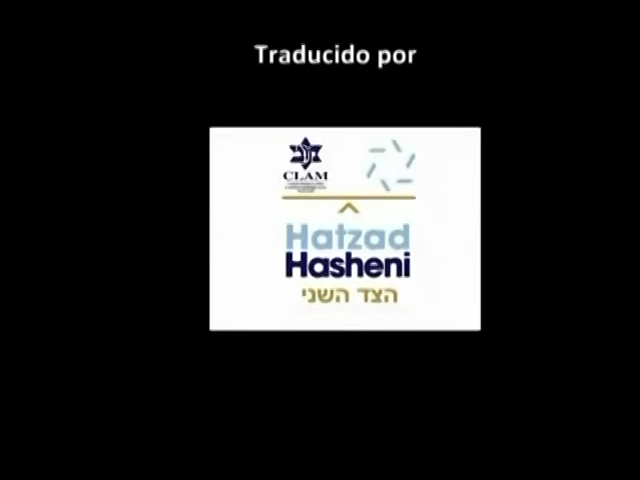 Traducido por
CLAM
Hatzad
Hasheni
הצד השני